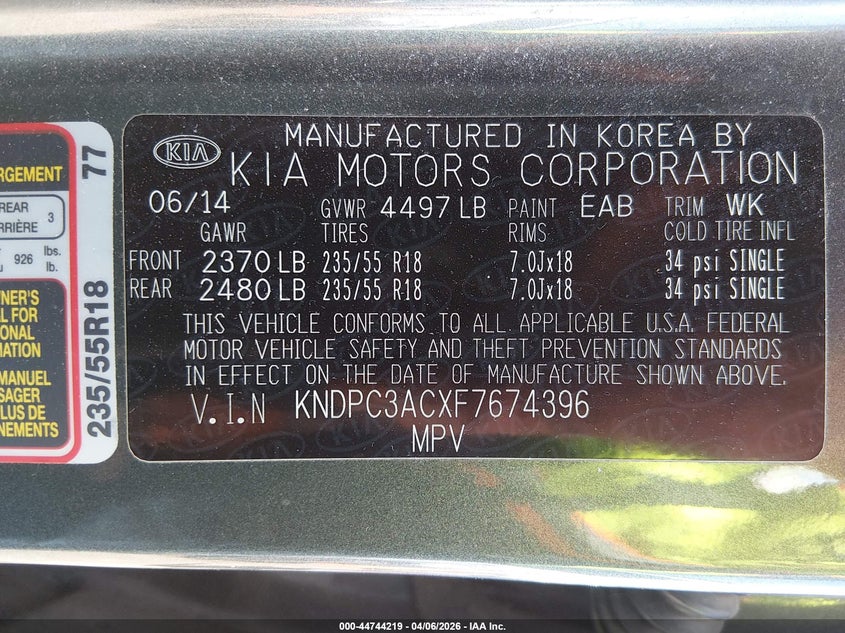 RGEMENT
REAR
RRIÈRE
3
926 lbs.
lb.
NER'S
L FOR
IONAL
MATION
MANUEL
SAGER
PLUS DE
NEMENTS
235/55R18 77
KIA
MANUFACTURED IN KOREA BY
KIA MOTORS CORPORATION
06/14 GVWR 4497 LB PAINT EAB TRIM WK
GAWR TIRES RIMS COLD TIRE INFL
FRONT 2370 LB 235/55 R18 7.0Jx18 34 psi SINGLE
REAR 2480 LB 235/55 R18 7.0Jx18 34 psi SINGLE
THIS VEHICLE CONFORMS TO ALL APPLICABLE U.S.A. FEDERAL
MOTOR VEHICLE SAFETY AND THEFT PREVENTION STANDARDS
IN EFFECT ON THE DATE OF MANUFACTURE SHOWN ABOVE.
V.I.N KNDPC3ACXF7674396
MPV
000-44744219 - 04/06/2026 - IAA Inc.